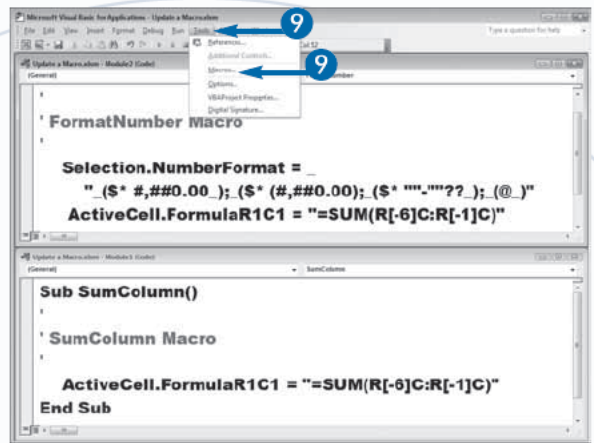 Microsoft Visual Basic for Applications - Update a Macro.xlsm
File Edit View Insert Format Debug Run Tools
Type a question for help
9
Col 52
References...
Additional Controls...
Macros...
9
Options...
VBAProject Properties...
Digital Signature...
Update a Macro.xlsm - Module2 (Code)
(General)
' FormatNumber Macro
'
Selection.NumberFormat = _
"_($* #,##0.00_);_($* (#,##0.00);_($* ""-""??_);_(@_)"
ActiveCell.FormulaR1C1 = "=SUM(R[-6]C:R[-1]C)"
Update a Macro.xlsm - Module1 (Code)
(General)
SumColumn
Sub SumColumn()
'
' SumColumn Macro
'
ActiveCell.FormulaR1C1 = "=SUM(R[-6]C:R[-1]C)"
End Sub